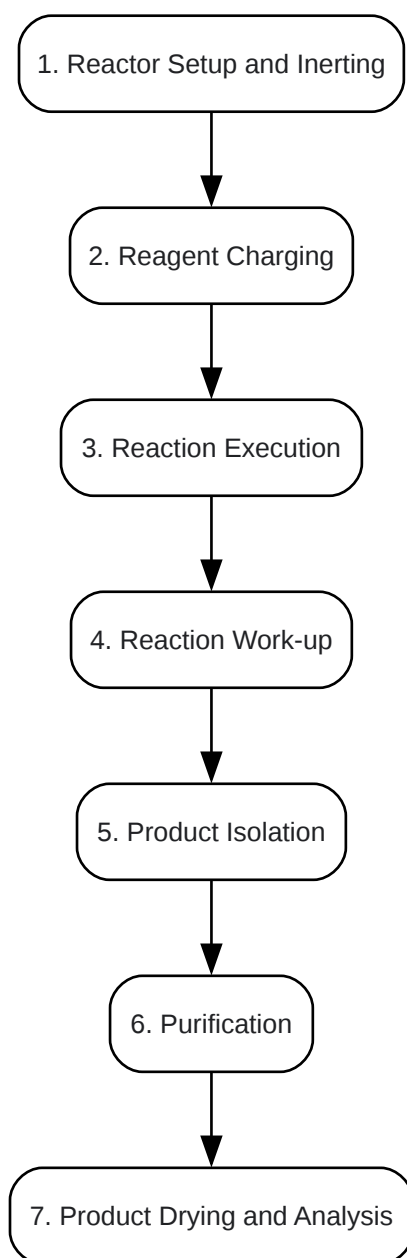 1. Reactor Setup and Inerting
2. Reagent Charging
3. Reaction Execution
4. Reaction Work-up
5. Product Isolation
6. Purification
7. Product Drying and Analysis